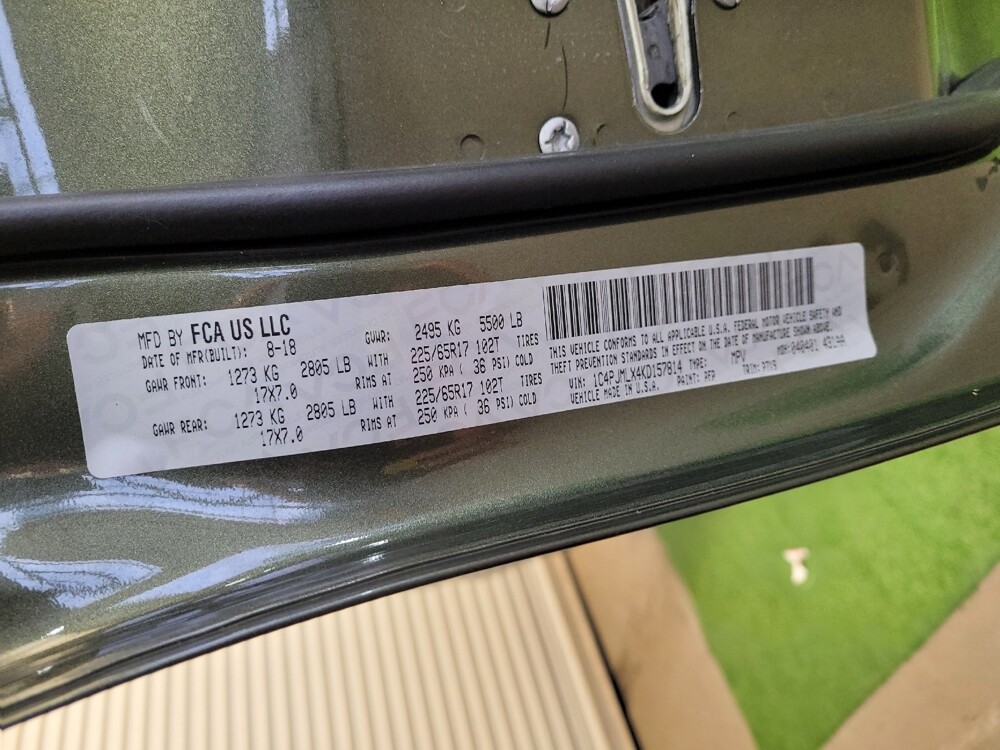 MFD BY FCA US LLC
DATE OF MFR(BUILT): 8-18 GVWR: 2495 KG 5500 LB
GAWR FRONT: 1273 KG 2805 LB WITH 225/65R17 102T TIRES
17X7.0 RIMS AT 250 KPA ( 36 PSI) COLD
GAWR REAR: 1273 KG 2805 LB WITH 225/65R17 102T TIRES
17X7.0 RIMS AT 250 KPA ( 36 PSI) COLD
THIS VEHICLE CONFORMS TO ALL APPLICABLE U.S.A. FEDERAL MOTOR VEHICLE SAFETY AND
THEFT PREVENTION STANDARDS IN EFFECT ON THE DATE OF MANUFACTURE SHOWN ABOVE.
VIN: 1C4PJMLX4KD157814 TYPE: MPV MDH:040401
VEHICLE MADE IN U.S.A. PAINT: PFP TRIM: